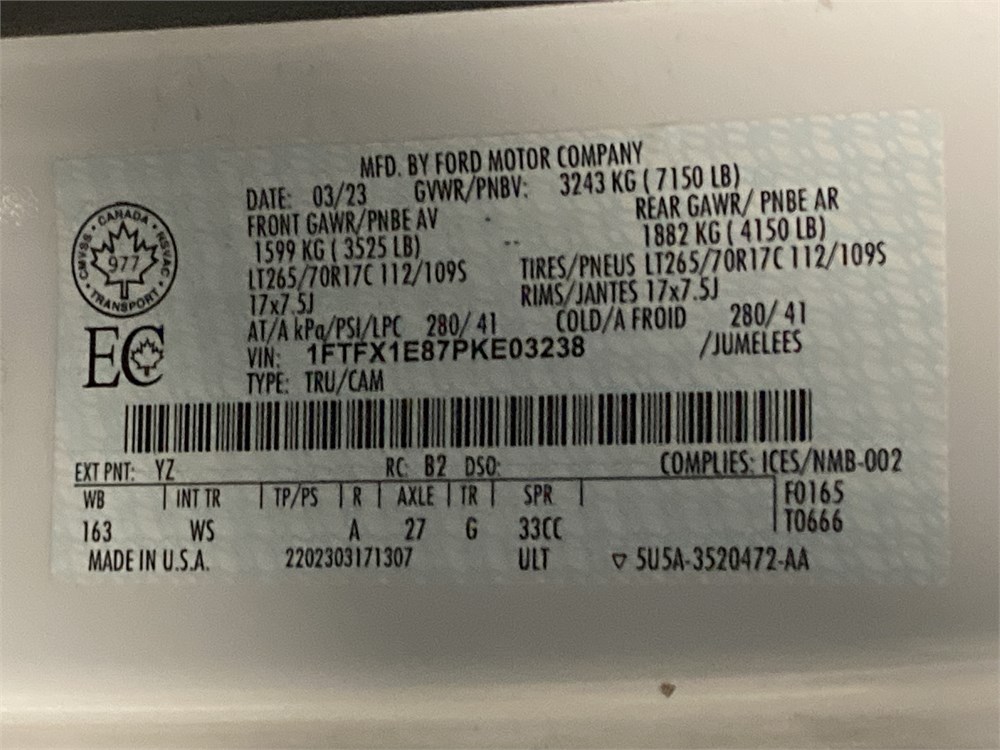 MFD. BY FORD MOTOR COMPANY
DATE: 03/23 GVWR/PNBV: 3243 KG ( 7150 LB)
FRONT GAWR/PNBE AV REAR GAWR/ PNBE AR
1599 KG ( 3525 LB) 1882 KG ( 4150 LB)
LT265/70R17C 112/109S TIRES/PNEUS LT265/70R17C 112/109S
17x7.5J RIMS/JANTES 17x7.5J
AT/A kPa/PSI/LPC 280/ 41 COLD/A FROID 280/ 41
VIN: 1FTFX1E87PKE03238 /JUMELEES
TYPE: TRU/CAM
CANADA · NSVAC · TRANSPORT · CMVSS
977
EC
EXT PNT: YZ RC: B2 DSO: COMPLIES: ICES/NMB-002
WB INT TR TP/PS R AXLE TR SPR F0165
163 WS A 27 G 33CC T0666
MADE IN U.S.A. 2202303171307 ULT ▽ 5U5A-3520472-AA